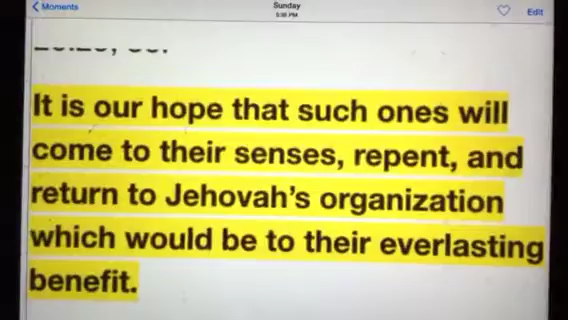 Moments
Sunday
Edit
It is our hope that such ones will
come to their senses, repent, and
return to Jehovah's organization
which would be to their everlasting
benefit.